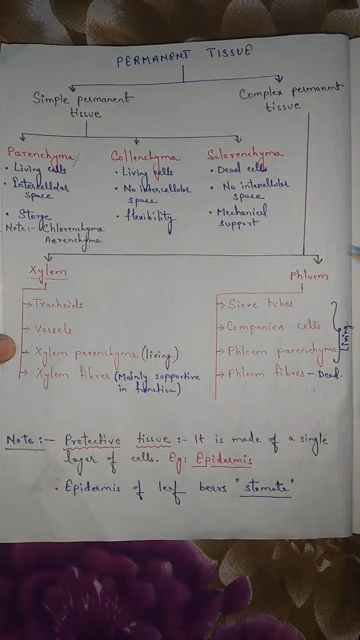 PERMANENT TISSUE
Simple permanent tissue
Complex permanent tissue
Parenchyma
• Living cells
• Intercellular space
• Storge
Note:- Chlorenchyma
Aerenchyma
Collenchyma
• Living cells
• No intercellular space
• flexibility
Sclerenchyma
• Dead cells
• No intercellular space
• Mechanical support
Xylem
→ Tracheids
→ Vessels
→ Xylem parenchyma (living)
→ Xylem fibres (Mainly supportive in function)
Phloem
→ Sieve tubes
→ Companion cells
→ Phloem parenchyma
→ Phloem fibres - Dead.
living
Note:- Protective tissue:- It is made of a single
layer of cells. Eg: Epidermis
• Epidermis of leaf bears "stomate"